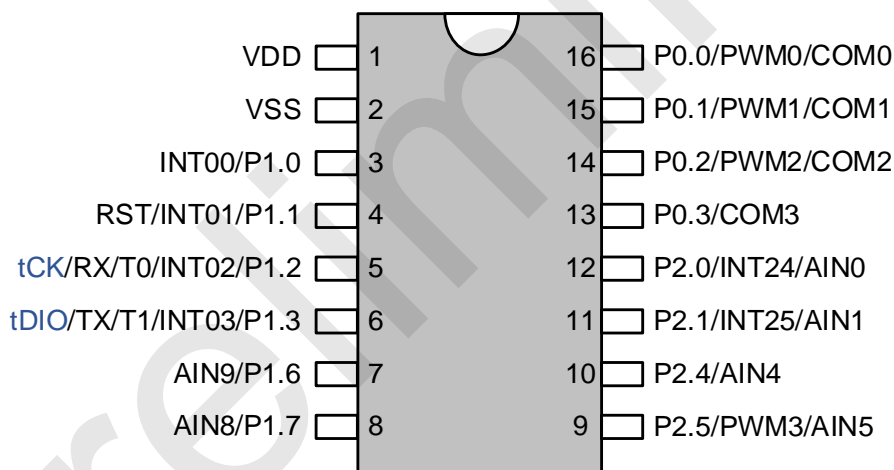 VDD 1 16 P0.0/PWM0/COM0
VSS 2 15 P0.1/PWM1/COM1
INT00/P1.0 3 14 P0.2/PWM2/COM2
RST/INT01/P1.1 4 13 P0.3/COM3
tCK/RX/T0/INT02/P1.2 5 12 P2.0/INT24/AIN0
tDIO/TX/T1/INT03/P1.3 6 11 P2.1/INT25/AIN1
AIN9/P1.6 7 10 P2.4/AIN4
AIN8/P1.7 8 9 P2.5/PWM3/AIN5